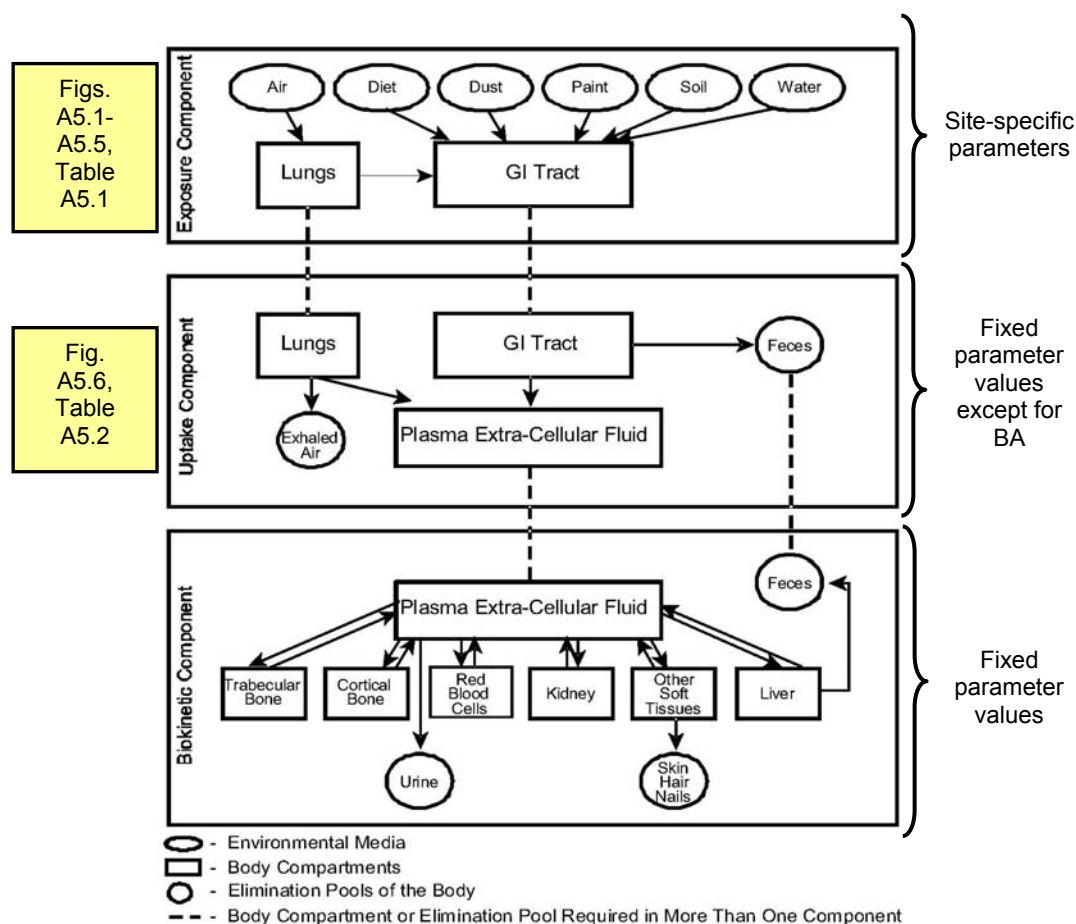 Figs.
A5.1-
A5.5,
Table
A5.1
Exposure Component
Air
Diet
Dust
Paint
Soil
Water
Lungs
GI Tract
Site-specific
parameters
Fig.
A5.6,
Table
A5.2
Uptake Component
Lungs
GI Tract
Feces
Exhaled
Air
Plasma Extra-Cellular Fluid
Fixed
parameter
values
except for
BA
Biokinetic Component
Feces
Plasma Extra-Cellular Fluid
Trabecular
Bone
Cortical
Bone
Red
Blood
Cells
Kidney
Other
Soft
Tissues
Liver
Urine
Skin
Hair
Nails
Fixed
parameter
values
- Environmental Media
- Body Compartments
- Elimination Pools of the Body
- Body Compartment or Elimination Pool Required in More Than One Component